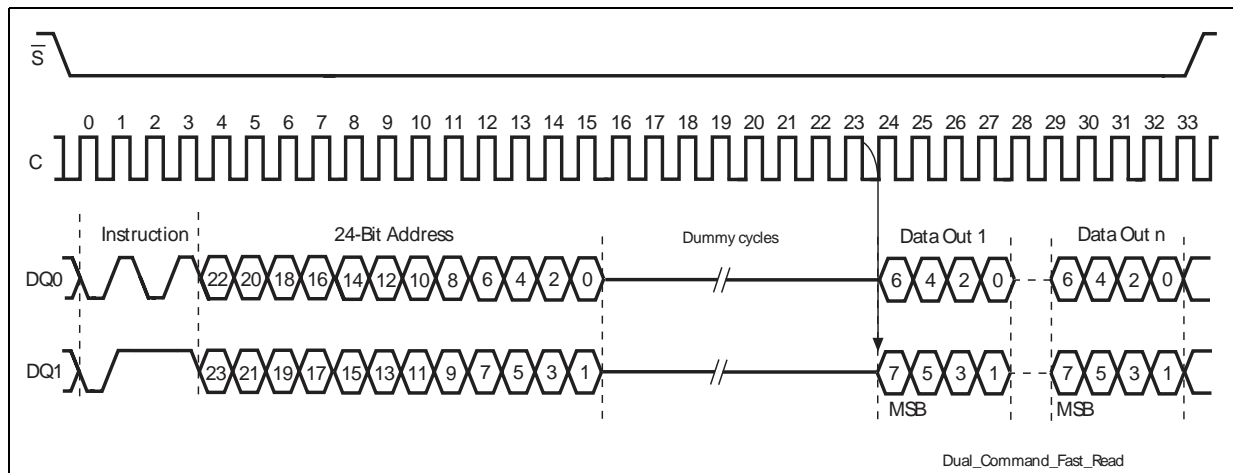 S
0 1 2 3 4 5 6 7 8 9 10 11 12 13 14 15 16 17 18 19 20 21 22 23 24 25 26 27 28 29 30 31 32 33
C
Instruction 24-Bit Address Dummy cycles Data Out 1 Data Out n
DQ0 22 20 18 16 14 12 10 8 6 4 2 0 6 4 2 0 6 4 2 0
DQ1 23 21 19 17 15 13 11 9 7 5 3 1 7 5 3 1 7 5 3 1
MSB MSB
Dual_Command_Fast_Read